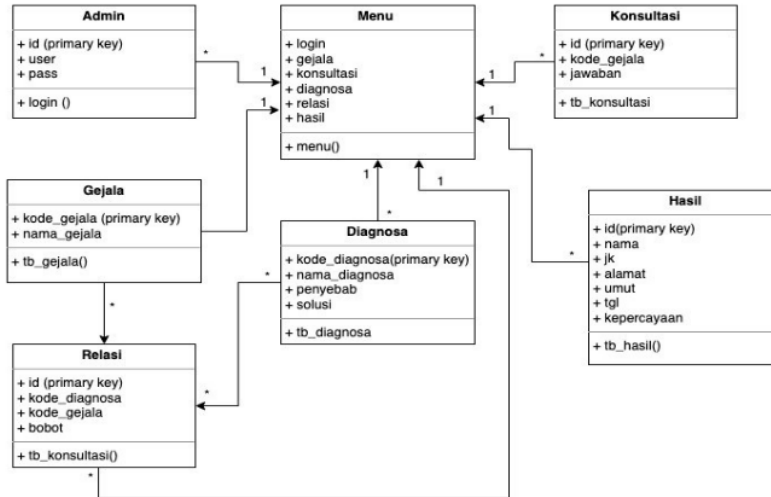 Admin
+ id (primary key)
+ user
+ pass
+ login ()
*
1
Menu
+ login
+ gejala
+ konsultasi
+ diagnosa
+ relasi
+ hasil
+ menu()
Konsultasi
+ id (primary key)
+ kode_gejala
+ jawaban
+ tb_konsultasi
*
1
1
1
1
1
Gejala
+ kode_gejala (primary key)
+ nama_gejala
+ tb_gejala()
*
Diagnosa
+ kode_diagnosa(primary key)
+ nama_diagnosa
+ penyebab
+ solusi
+ tb_diagnosa
*
*
Hasil
+ id(primary key)
+ nama
+ jk
+ alamat
+ umut
+ tgl
+ kepercayaan
+ tb_hasil()
*
Relasi
+ id (primary key)
+ kode_diagnosa
+ kode_gejala
+ bobot
+ tb_konsultasi()
*
*